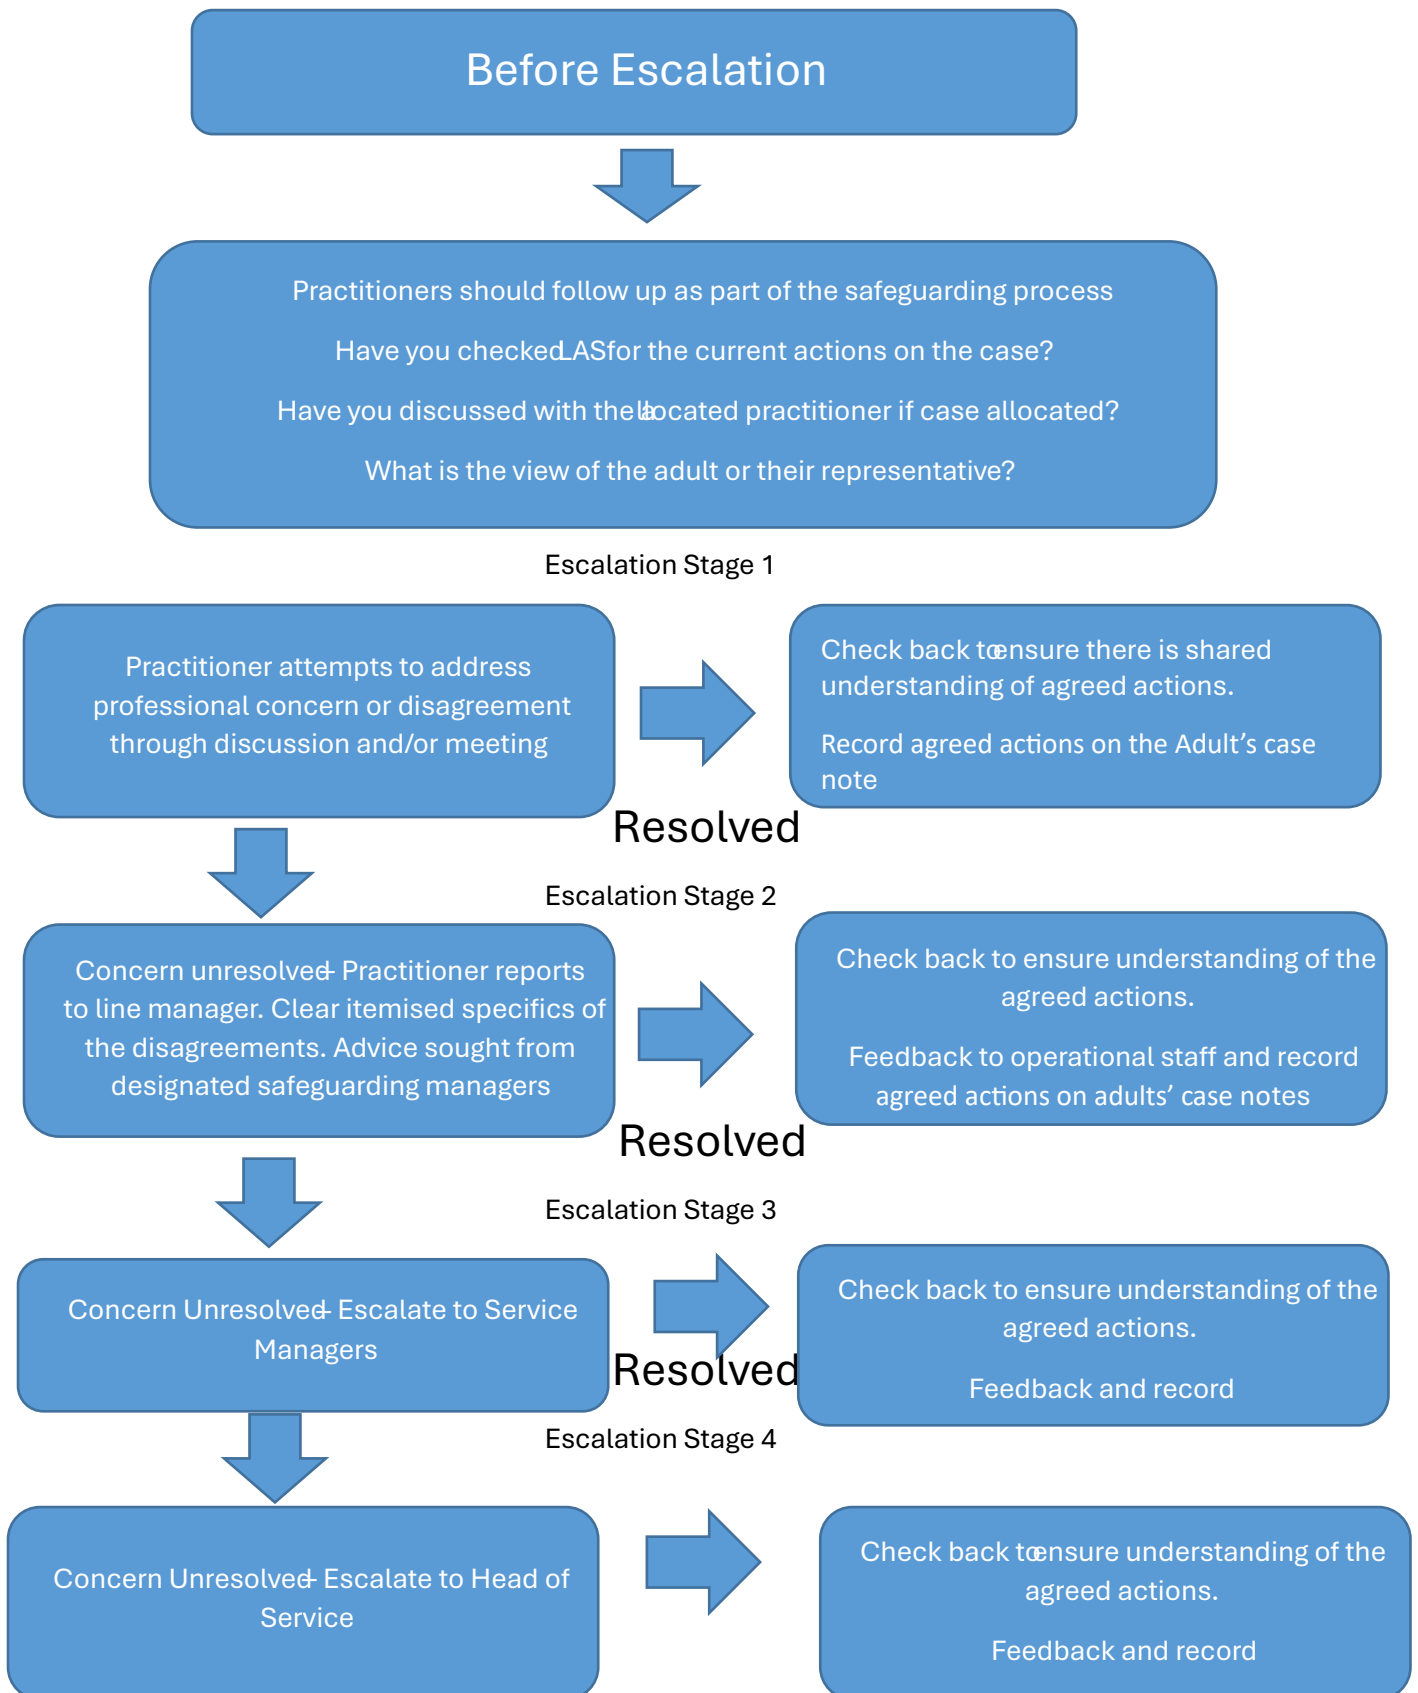 Before Escalation
Practitioners should follow up as part of the safeguarding process
Have you checked LAS for the current actions on the case?
Have you discussed with the allocated practitioner if case allocated?
What is the view of the adult or their representative?
Escalation Stage 1
Practitioner attempts to address
professional concern or disagreement
through discussion and/or meeting
Check back to ensure there is shared
understanding of agreed actions.
Record agreed actions on the Adult’s case
note
Resolved
Escalation Stage 2
Concern unresolved – Practitioner reports
to line manager. Clear itemised specifics of
the disagreements. Advice sought from
designated safeguarding managers
Check back to ensure understanding of the
agreed actions.
Feedback to operational staff and record
agreed actions on adults’ case notes
Resolved
Escalation Stage 3
Concern Unresolved – Escalate to Service
Managers
Check back to ensure understanding of the
agreed actions.
Feedback and record
Resolved
Escalation Stage 4
Concern Unresolved – Escalate to Head of
Service
Check back to ensure understanding of the
agreed actions.
Feedback and record